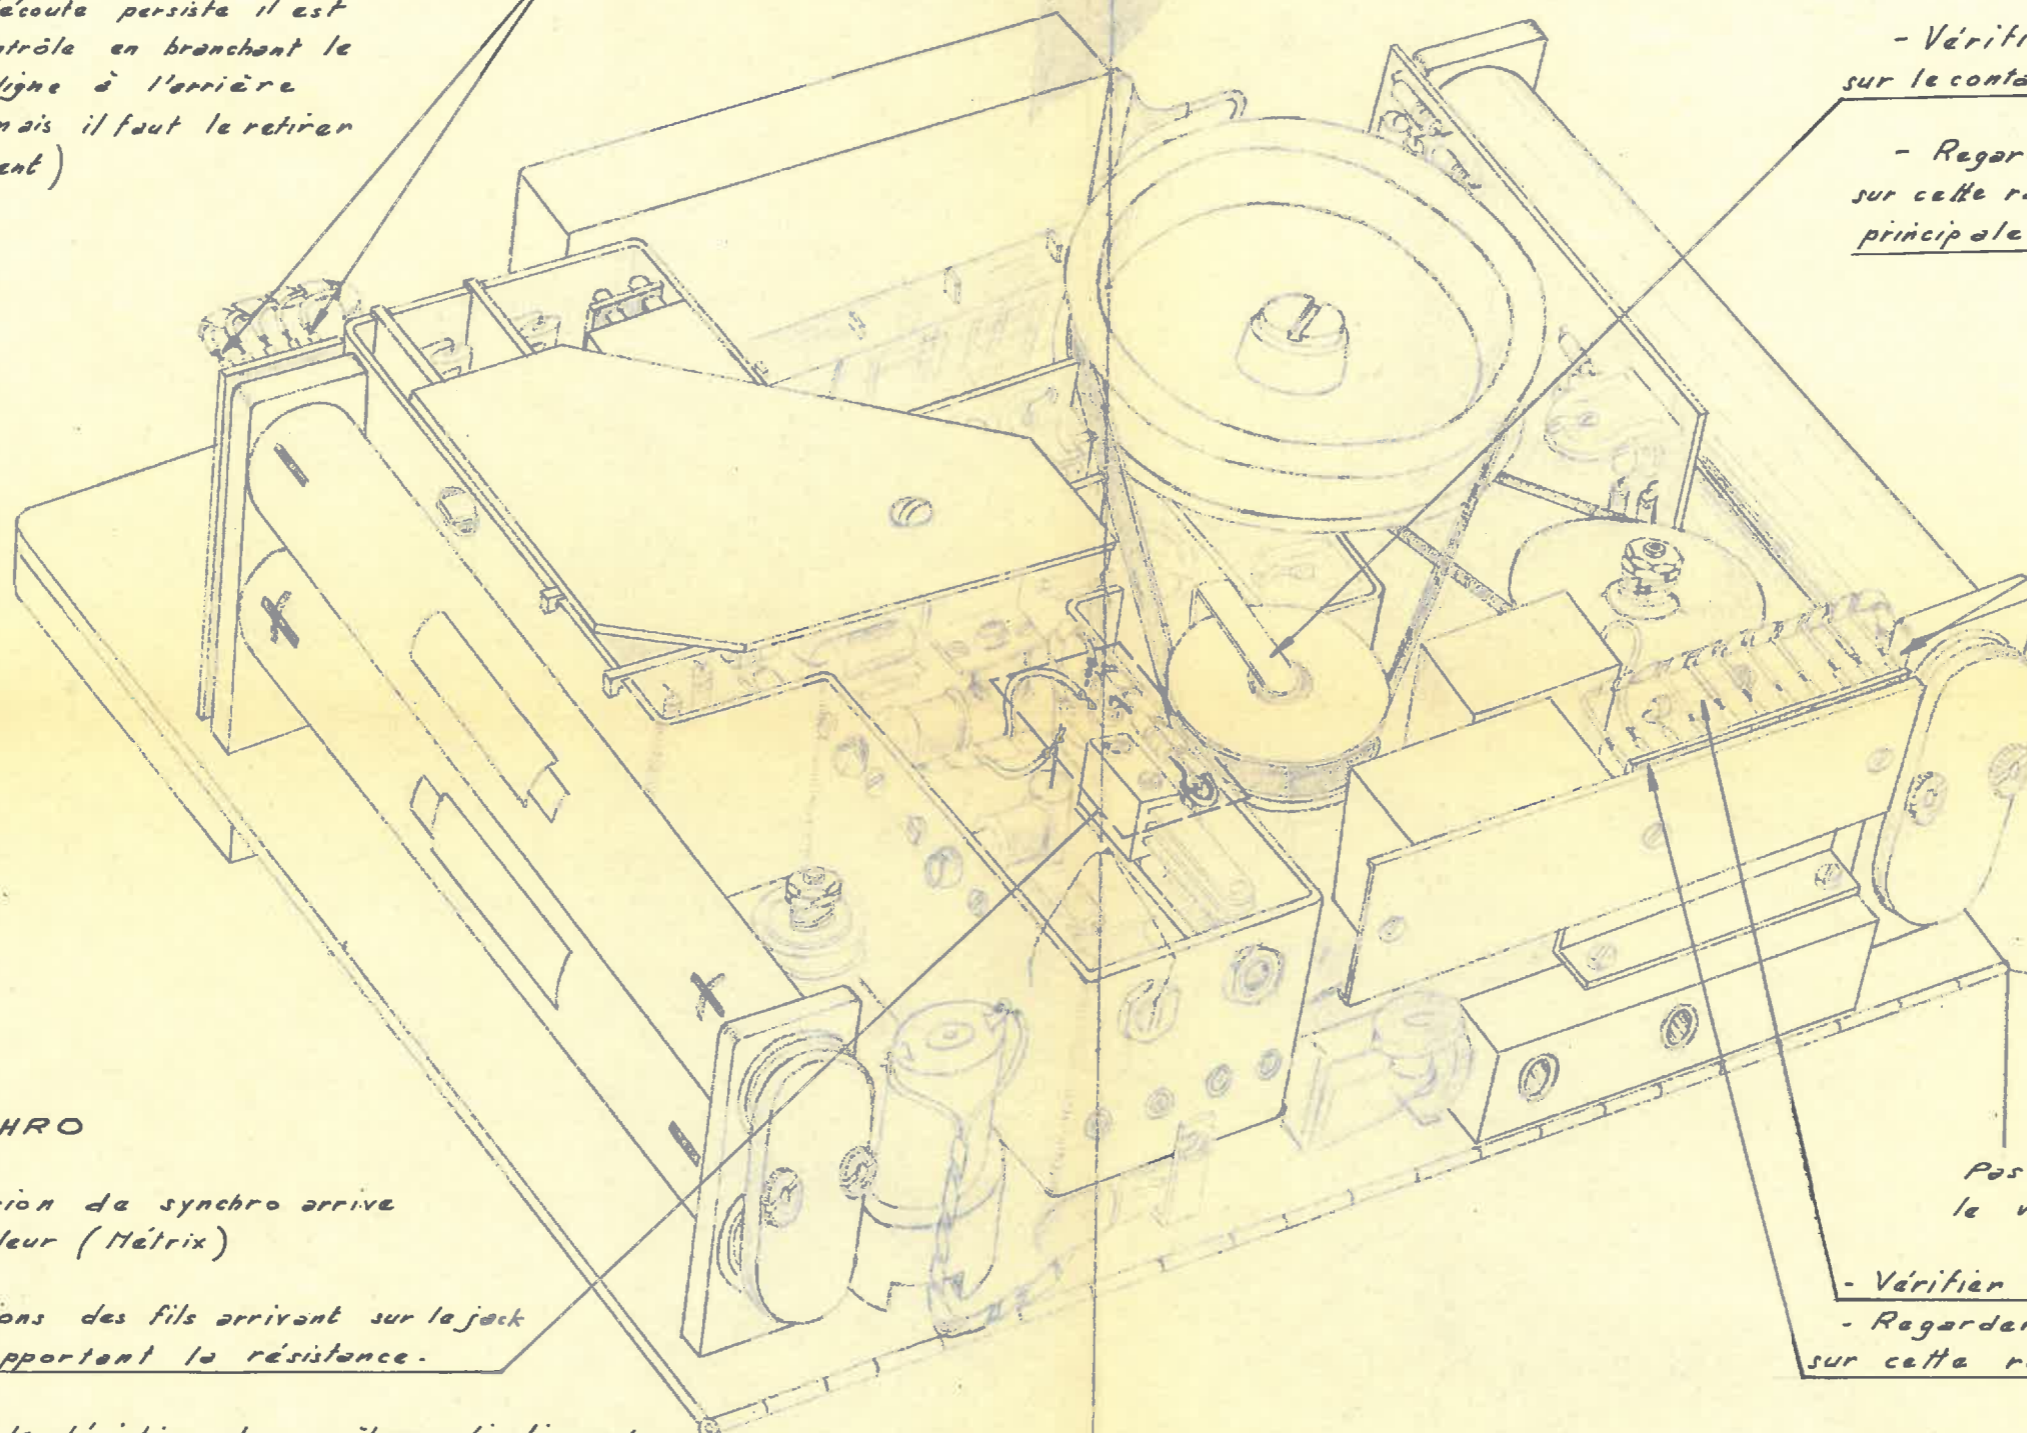 écoute persiste il est
ntrôle en branchant le
ligne à l'arrière
mais il faut le retirer
ent)
- Vérifi
sur le conta
- Regar
sur cette r
principale
HRO
ion de synchro arrive
leur (Métrix)
ons des fils arrivant sur le jack
pportant la résistance.
Pas
le v
- Vérifier
- Regarder
sur cette r